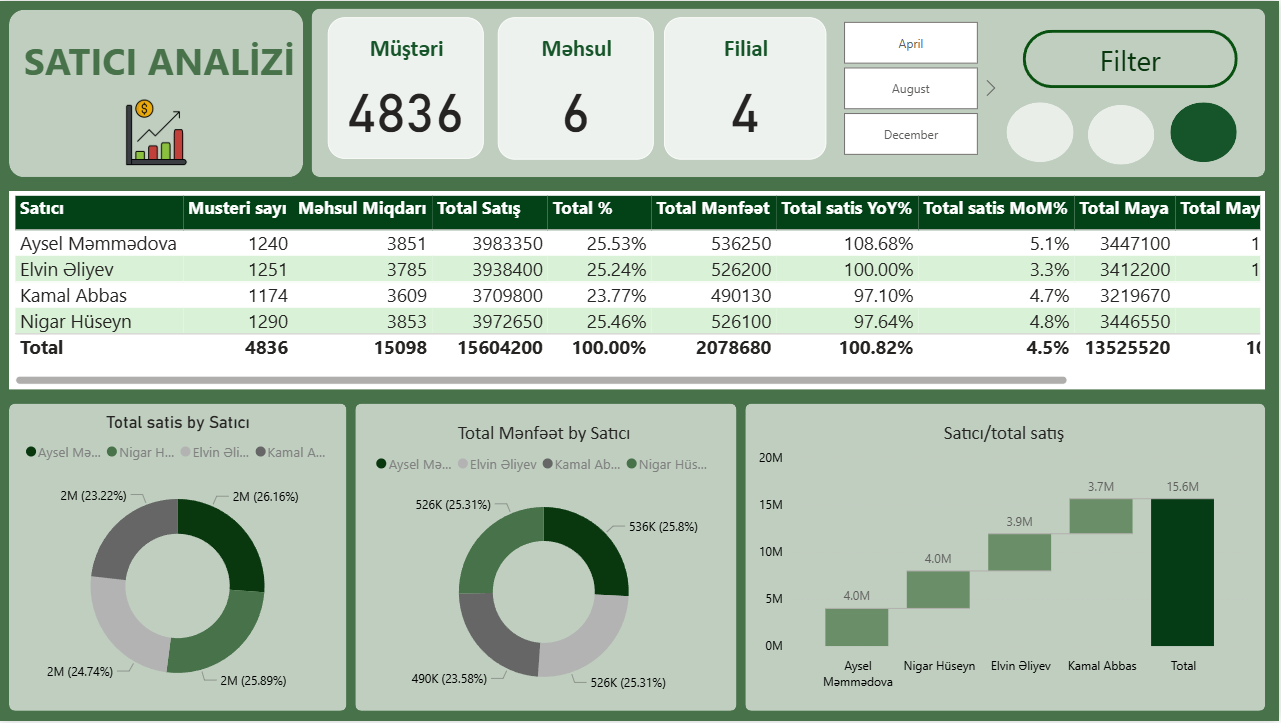 SATICI ANALİZİ
Müştəri
4836
Məhsul
6
Filial
4
April
August
December
Filter
Satıcı Musteri sayı Məhsul Miqdarı Total Satış Total % Total Mənfəət Total satis YoY% Total satis MoM% Total Maya Total May
Aysel Məmmədova 1240 3851 3983350 25.53% 536250 108.68% 5.1% 3447100 1
Elvin Əliyev 1251 3785 3938400 25.24% 526200 100.00% 3.3% 3412200 1
Kamal Abbas 1174 3609 3709800 23.77% 490130 97.10% 4.7% 3219670
Nigar Hüseyn 1290 3853 3972650 25.46% 526100 97.64% 4.8% 3446550
Total 4836 15098 15604200 100.00% 2078680 100.82% 4.5% 13525520 10
Total satis by Satıcı
Aysel Mə... Nigar H... Elvin Əli... Kamal A...
2M (23.22%) 2M (26.16%)
2M (24.74%) 2M (25.89%)
Total Mənfəət by Satıcı
Aysel Mə... Elvin Əliyev Kamal Ab... Nigar Hüs...
526K (25.31%) 536K (25.8%)
490K (23.58%) 526K (25.31%)
Satıcı/total satış
20M
15M
10M
5M
0M
4.0M
4.0M
3.9M
3.7M
15.6M
Aysel Məmmədova
Nigar Hüseyn
Elvin Əliyev
Kamal Abbas
Total